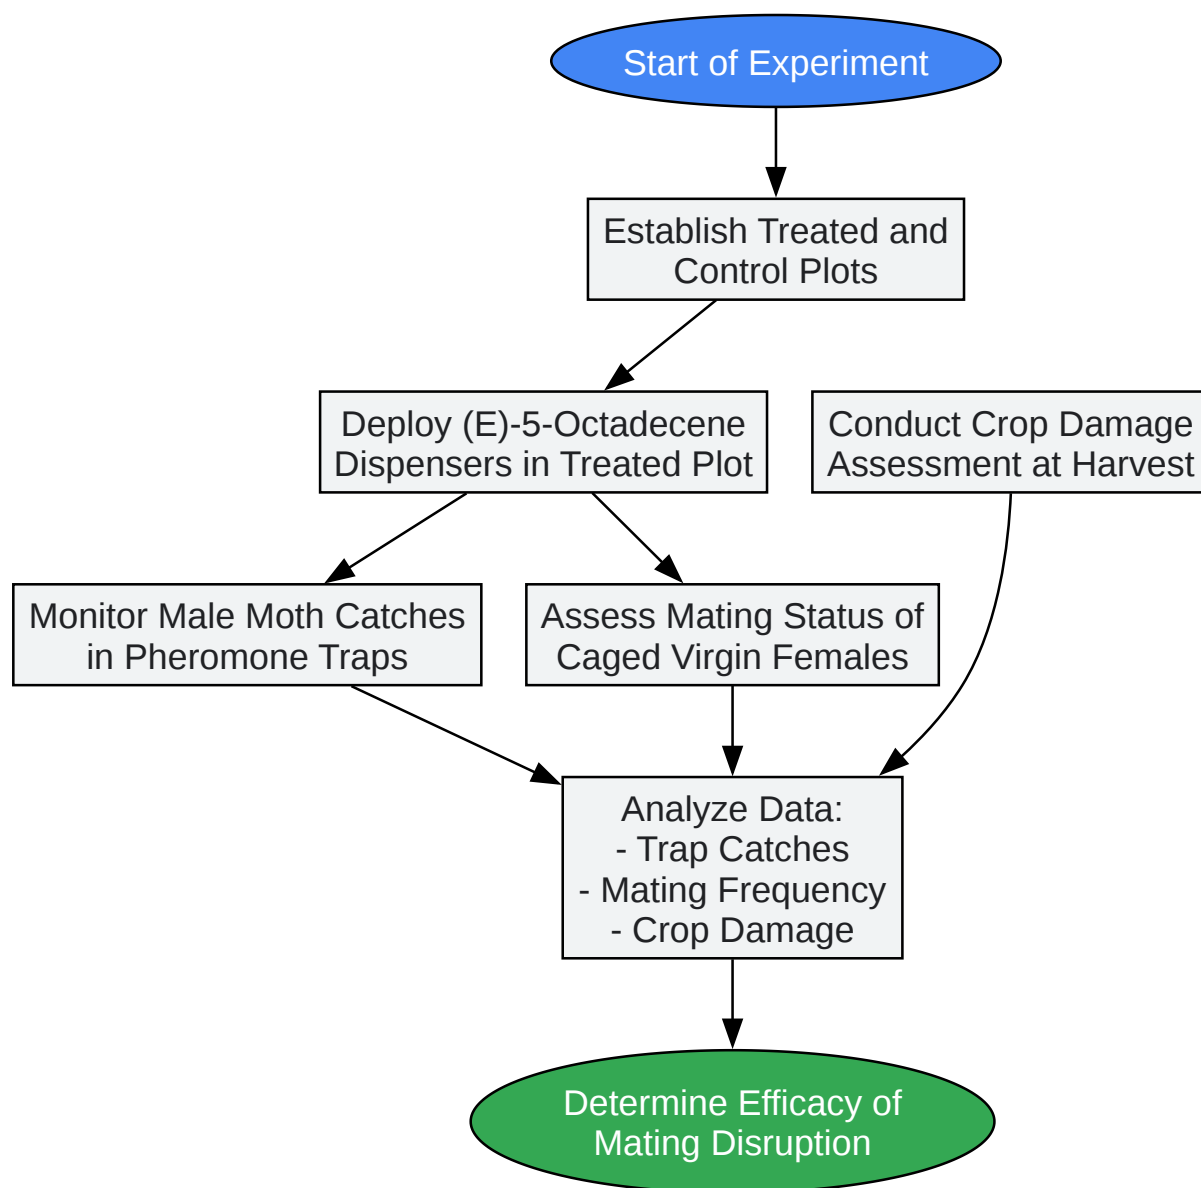 Start of Experiment
Establish Treated and
Control Plots
Deploy (E)-5-Octadecene
Dispensers in Treated Plot
Conduct Crop Damage
Assessment at Harvest
Monitor Male Moth Catches
in Pheromone Traps
Assess Mating Status of
Caged Virgin Females
Analyze Data:
- Trap Catches
- Mating Frequency
- Crop Damage
Determine Efficacy of
Mating Disruption